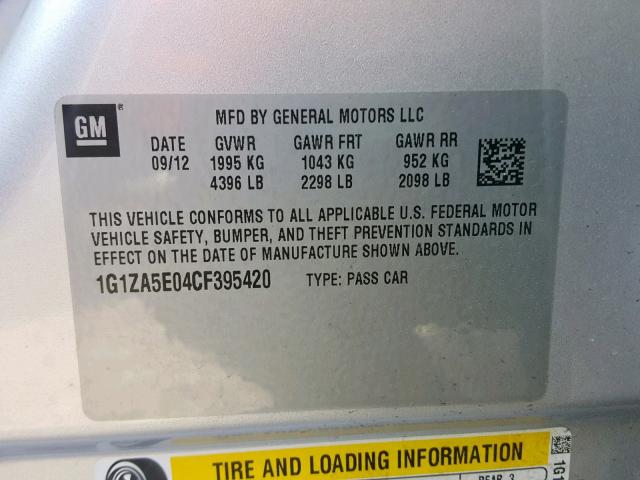 GM ®
MFD BY GENERAL MOTORS LLC
DATE GVWR GAWR FRT GAWR RR
09/12 1995 KG 1043 KG 952 KG
4396 LB 2298 LB 2098 LB
THIS VEHICLE CONFORMS TO ALL APPLICABLE U.S. FEDERAL MOTOR
VEHICLE SAFETY, BUMPER, AND THEFT PREVENTION STANDARDS IN
EFFECT ON THE DATE OF MANUFACTURE SHOWN ABOVE.
1G1ZA5E04CF395420 TYPE: PASS CAR
TIRE AND LOADING INFORMATION
REAR 3
1G1